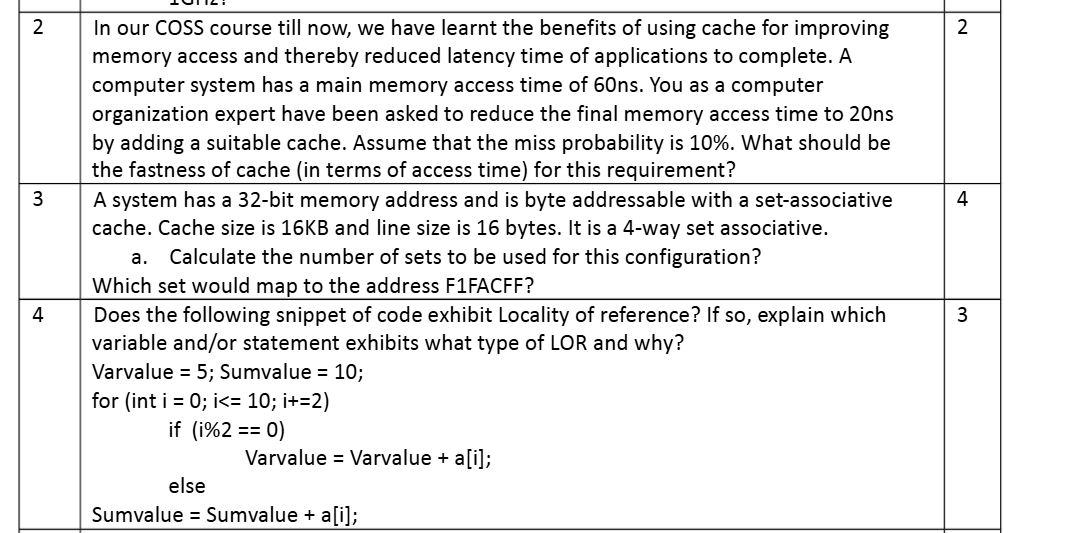 2 In our COSS course till now, we have learnt the benefits of using cache for improving 2
memory access and thereby reduced latency time of applications to complete. A
computer system has a main memory access time of 60ns. You as a computer
organization expert have been asked to reduce the final memory access time to 20ns
by adding a suitable cache. Assume that the miss probability is 10%. What should be
the fastness of cache (in terms of access time) for this requirement?
3 A system has a 32-bit memory address and is byte addressable with a set-associative 4
cache. Cache size is 16KB and line size is 16 bytes. It is a 4-way set associative.
a. Calculate the number of sets to be used for this configuration?
Which set would map to the address F1FACFF?
4 Does the following snippet of code exhibit Locality of reference? If so, explain which 3
variable and/or statement exhibits what type of LOR and why?
Varvalue = 5; Sumvalue = 10;
for (int i = 0; i<= 10; i+=2)
if (i%2 == 0)
Varvalue = Varvalue + a[i];
else
Sumvalue = Sumvalue + a[i];